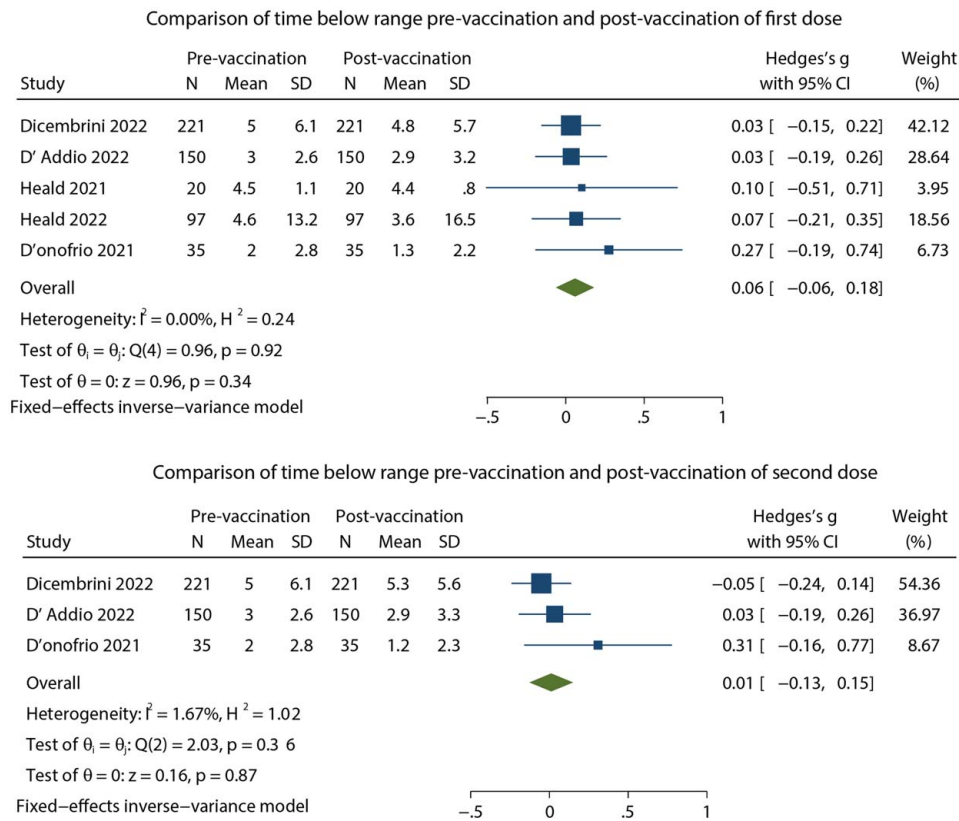 Comparison of time below range pre-vaccination and post-vaccination of first dose
Pre-vaccination Post-vaccination Hedges's g Weight
Study N Mean SD N Mean SD with 95% CI (%)
Dicembrini 2022 221 5 6.1 221 4.8 5.7 0.03 [ −0.15, 0.22] 42.12
D' Addio 2022 150 3 2.6 150 2.9 3.2 0.03 [ −0.19, 0.26] 28.64
Heald 2021 20 4.5 1.1 20 4.4 .8 0.10 [ −0.51, 0.71] 3.95
Heald 2022 97 4.6 13.2 97 3.6 16.5 0.07 [ −0.21, 0.35] 18.56
D'onofrio 2021 35 2 2.8 35 1.3 2.2 0.27 [ −0.19, 0.74] 6.73
Overall 0.06 [ −0.06, 0.18]
Heterogeneity: I² = 0.00%, H ² = 0.24
Test of θᵢ = θⱼ: Q(4) = 0.96, p = 0.92
Test of θ = 0: z = 0.96, p = 0.34
Fixed−effects inverse−variance model
−.5 0 .5 1
Comparison of time below range pre-vaccination and post-vaccination of second dose
Pre-vaccination Post-vaccination Hedges's g Weight
Study N Mean SD N Mean SD with 95% CI (%)
Dicembrini 2022 221 5 6.1 221 5.3 5.6 −0.05 [ −0.24, 0.14] 54.36
D' Addio 2022 150 3 2.6 150 2.9 3.3 0.03 [ −0.19, 0.26] 36.97
D'onofrio 2021 35 2 2.8 35 1.2 2.3 0.31 [ −0.16, 0.77] 8.67
Overall 0.01 [ −0.13, 0.15]
Heterogeneity: I² = 1.67%, H ² = 1.02
Test of θᵢ = θⱼ: Q(2) = 2.03, p = 0.3 6
Test of θ = 0: z = 0.16, p = 0.87
Fixed−effects inverse−variance model
−.5 0 .5 1